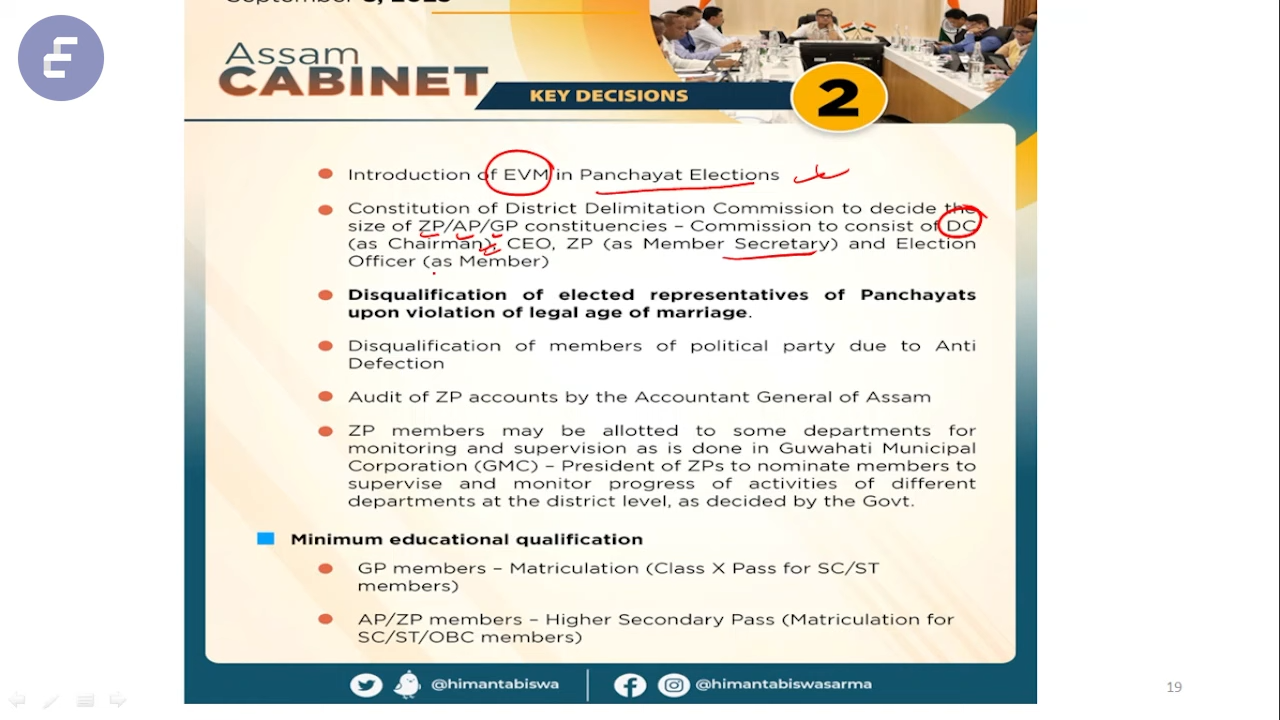 Assam
CABINET
KEY DECISIONS
2
Introduction of EVM in Panchayat Elections
Constitution of District Delimitation Commission to decide the
size of ZP/AP/GP constituencies – Commission to consist of DC
(as Chairman), CEO, ZP (as Member Secretary) and Election
Officer (as Member)
Disqualification of elected representatives of Panchayats
upon violation of legal age of marriage.
Disqualification of members of political party due to Anti
Defection
Audit of ZP accounts by the Accountant General of Assam
ZP members may be allotted to some departments for
monitoring and supervision as is done in Guwahati Municipal
Corporation (GMC) – President of ZPs to nominate members to
supervise and monitor progress of activities of different
departments at the district level, as decided by the Govt.
Minimum educational qualification
GP members – Matriculation (Class X Pass for SC/ST
members)
AP/ZP members – Higher Secondary Pass (Matriculation for
SC/ST/OBC members)
@himantabiswa
@himantabiswasarma
19